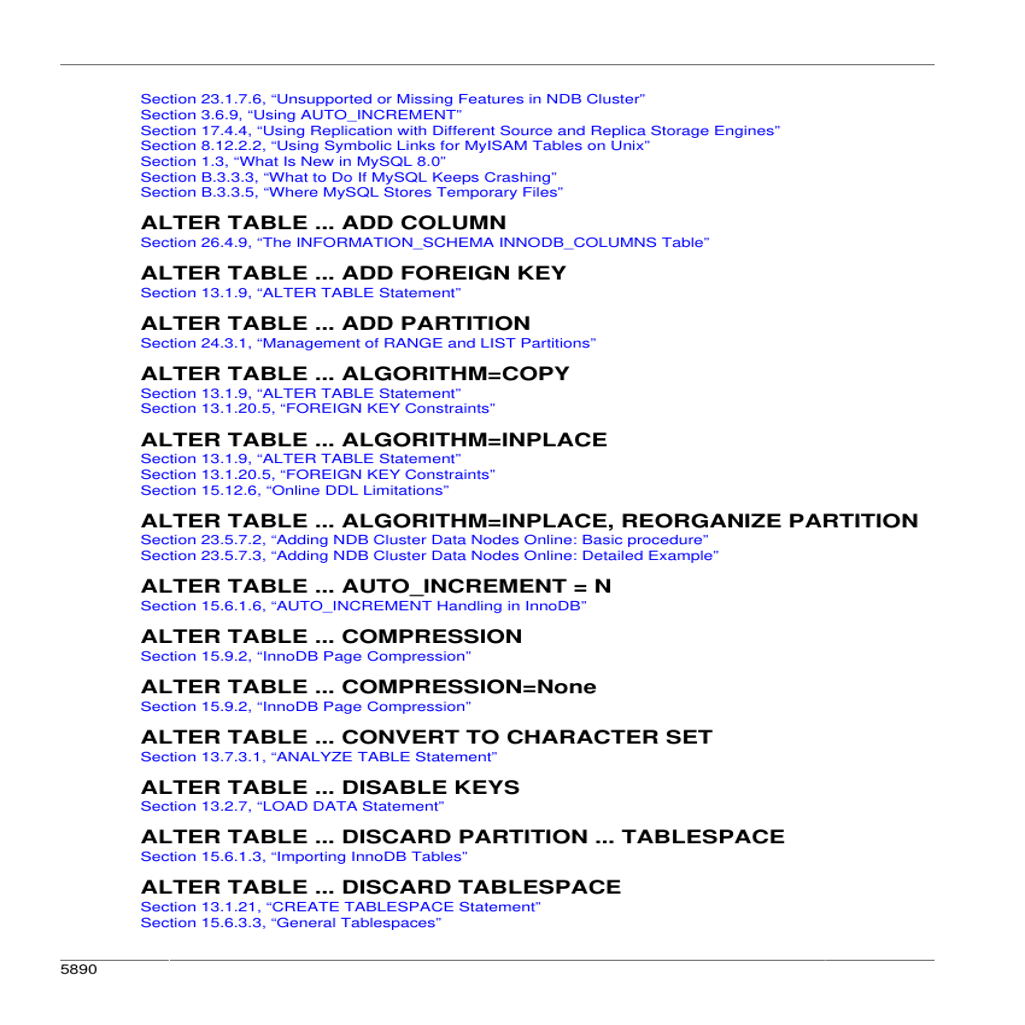 Section 23.1.7.6, “Unsupported or Missing Features in NDB Cluster”
Section 3.6.9, “Using AUTO_INCREMENT”
Section 17.4.4, “Using Replication with Different Source and Replica Storage Engines”
Section 8.12.2.2, “Using Symbolic Links for MyISAM Tables on Unix”
Section 1.3, “What Is New in MySQL 8.0”
Section B.3.3.3, “What to Do If MySQL Keeps Crashing”
Section B.3.3.5, “Where MySQL Stores Temporary Files”
ALTER TABLE ... ADD COLUMN
Section 26.4.9, “The INFORMATION_SCHEMA INNODB_COLUMNS Table”
ALTER TABLE ... ADD FOREIGN KEY
Section 13.1.9, “ALTER TABLE Statement”
ALTER TABLE ... ADD PARTITION
Section 24.3.1, “Management of RANGE and LIST Partitions”
ALTER TABLE ... ALGORITHM=COPY
Section 13.1.9, “ALTER TABLE Statement”
Section 13.1.20.5, “FOREIGN KEY Constraints”
ALTER TABLE ... ALGORITHM=INPLACE
Section 13.1.9, “ALTER TABLE Statement”
Section 13.1.20.5, “FOREIGN KEY Constraints”
Section 15.12.6, “Online DDL Limitations”
ALTER TABLE ... ALGORITHM=INPLACE, REORGANIZE PARTITION
Section 23.5.7.2, “Adding NDB Cluster Data Nodes Online: Basic procedure”
Section 23.5.7.3, “Adding NDB Cluster Data Nodes Online: Detailed Example”
ALTER TABLE ... AUTO_INCREMENT = N
Section 15.6.1.6, “AUTO_INCREMENT Handling in InnoDB”
ALTER TABLE ... COMPRESSION
Section 15.9.2, “InnoDB Page Compression”
ALTER TABLE ... COMPRESSION=None
Section 15.9.2, “InnoDB Page Compression”
ALTER TABLE ... CONVERT TO CHARACTER SET
Section 13.7.3.1, “ANALYZE TABLE Statement”
ALTER TABLE ... DISABLE KEYS
Section 13.2.7, “LOAD DATA Statement”
ALTER TABLE ... DISCARD PARTITION ... TABLESPACE
Section 15.6.1.3, “Importing InnoDB Tables”
ALTER TABLE ... DISCARD TABLESPACE
Section 13.1.21, “CREATE TABLESPACE Statement”
Section 15.6.3.3, “General Tablespaces”
5890